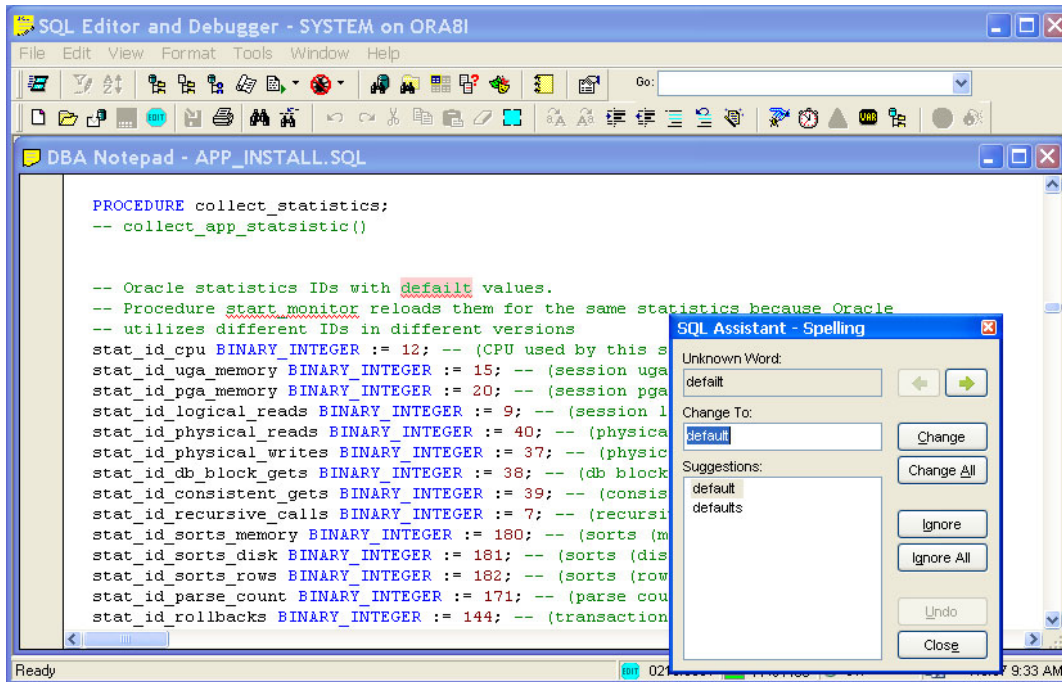 SQL Editor and Debugger - SYSTEM on ORA8I
File Edit View Format Tools Window Help
Go:
EDIT
VAR
DBA Notepad - APP_INSTALL.SQL
PROCEDURE collect_statistics;
-- collect_app_statsistic()
-- Oracle statistics IDs with defailt values.
-- Procedure start_monitor reloads them for the same statistics because Oracle
-- utilizes different IDs in different versions
stat_id_cpu BINARY_INTEGER := 12; -- (CPU used by this s
stat_id_uga_memory BINARY_INTEGER := 15; -- (session uga
stat_id_pga_memory BINARY_INTEGER := 20; -- (session pga
stat_id_logical_reads BINARY_INTEGER := 9; -- (session l
stat_id_physical_reads BINARY_INTEGER := 40; -- (physica
stat_id_physical_writes BINARY_INTEGER := 37; -- (physic
stat_id_db_block_gets BINARY_INTEGER := 38; -- (db block
stat_id_consistent_gets BINARY_INTEGER := 39; -- (consis
stat_id_recursive_calls BINARY_INTEGER := 7; -- (recursi
stat_id_sorts_memory BINARY_INTEGER := 180; -- (sorts (m
stat_id_sorts_disk BINARY_INTEGER := 181; -- (sorts (dis
stat_id_sorts_rows BINARY_INTEGER := 182; -- (sorts (row
stat_id_parse_count BINARY_INTEGER := 171; -- (parse cou
stat_id_rollbacks BINARY_INTEGER := 144; -- (transaction
SQL Assistant - Spelling
Unknown Word:
defailt
Change To:
default
Change
Suggestions:
Change All
default
defaults
Ignore
Ignore All
Undo
Close
Ready
EDIT
9:33 AM